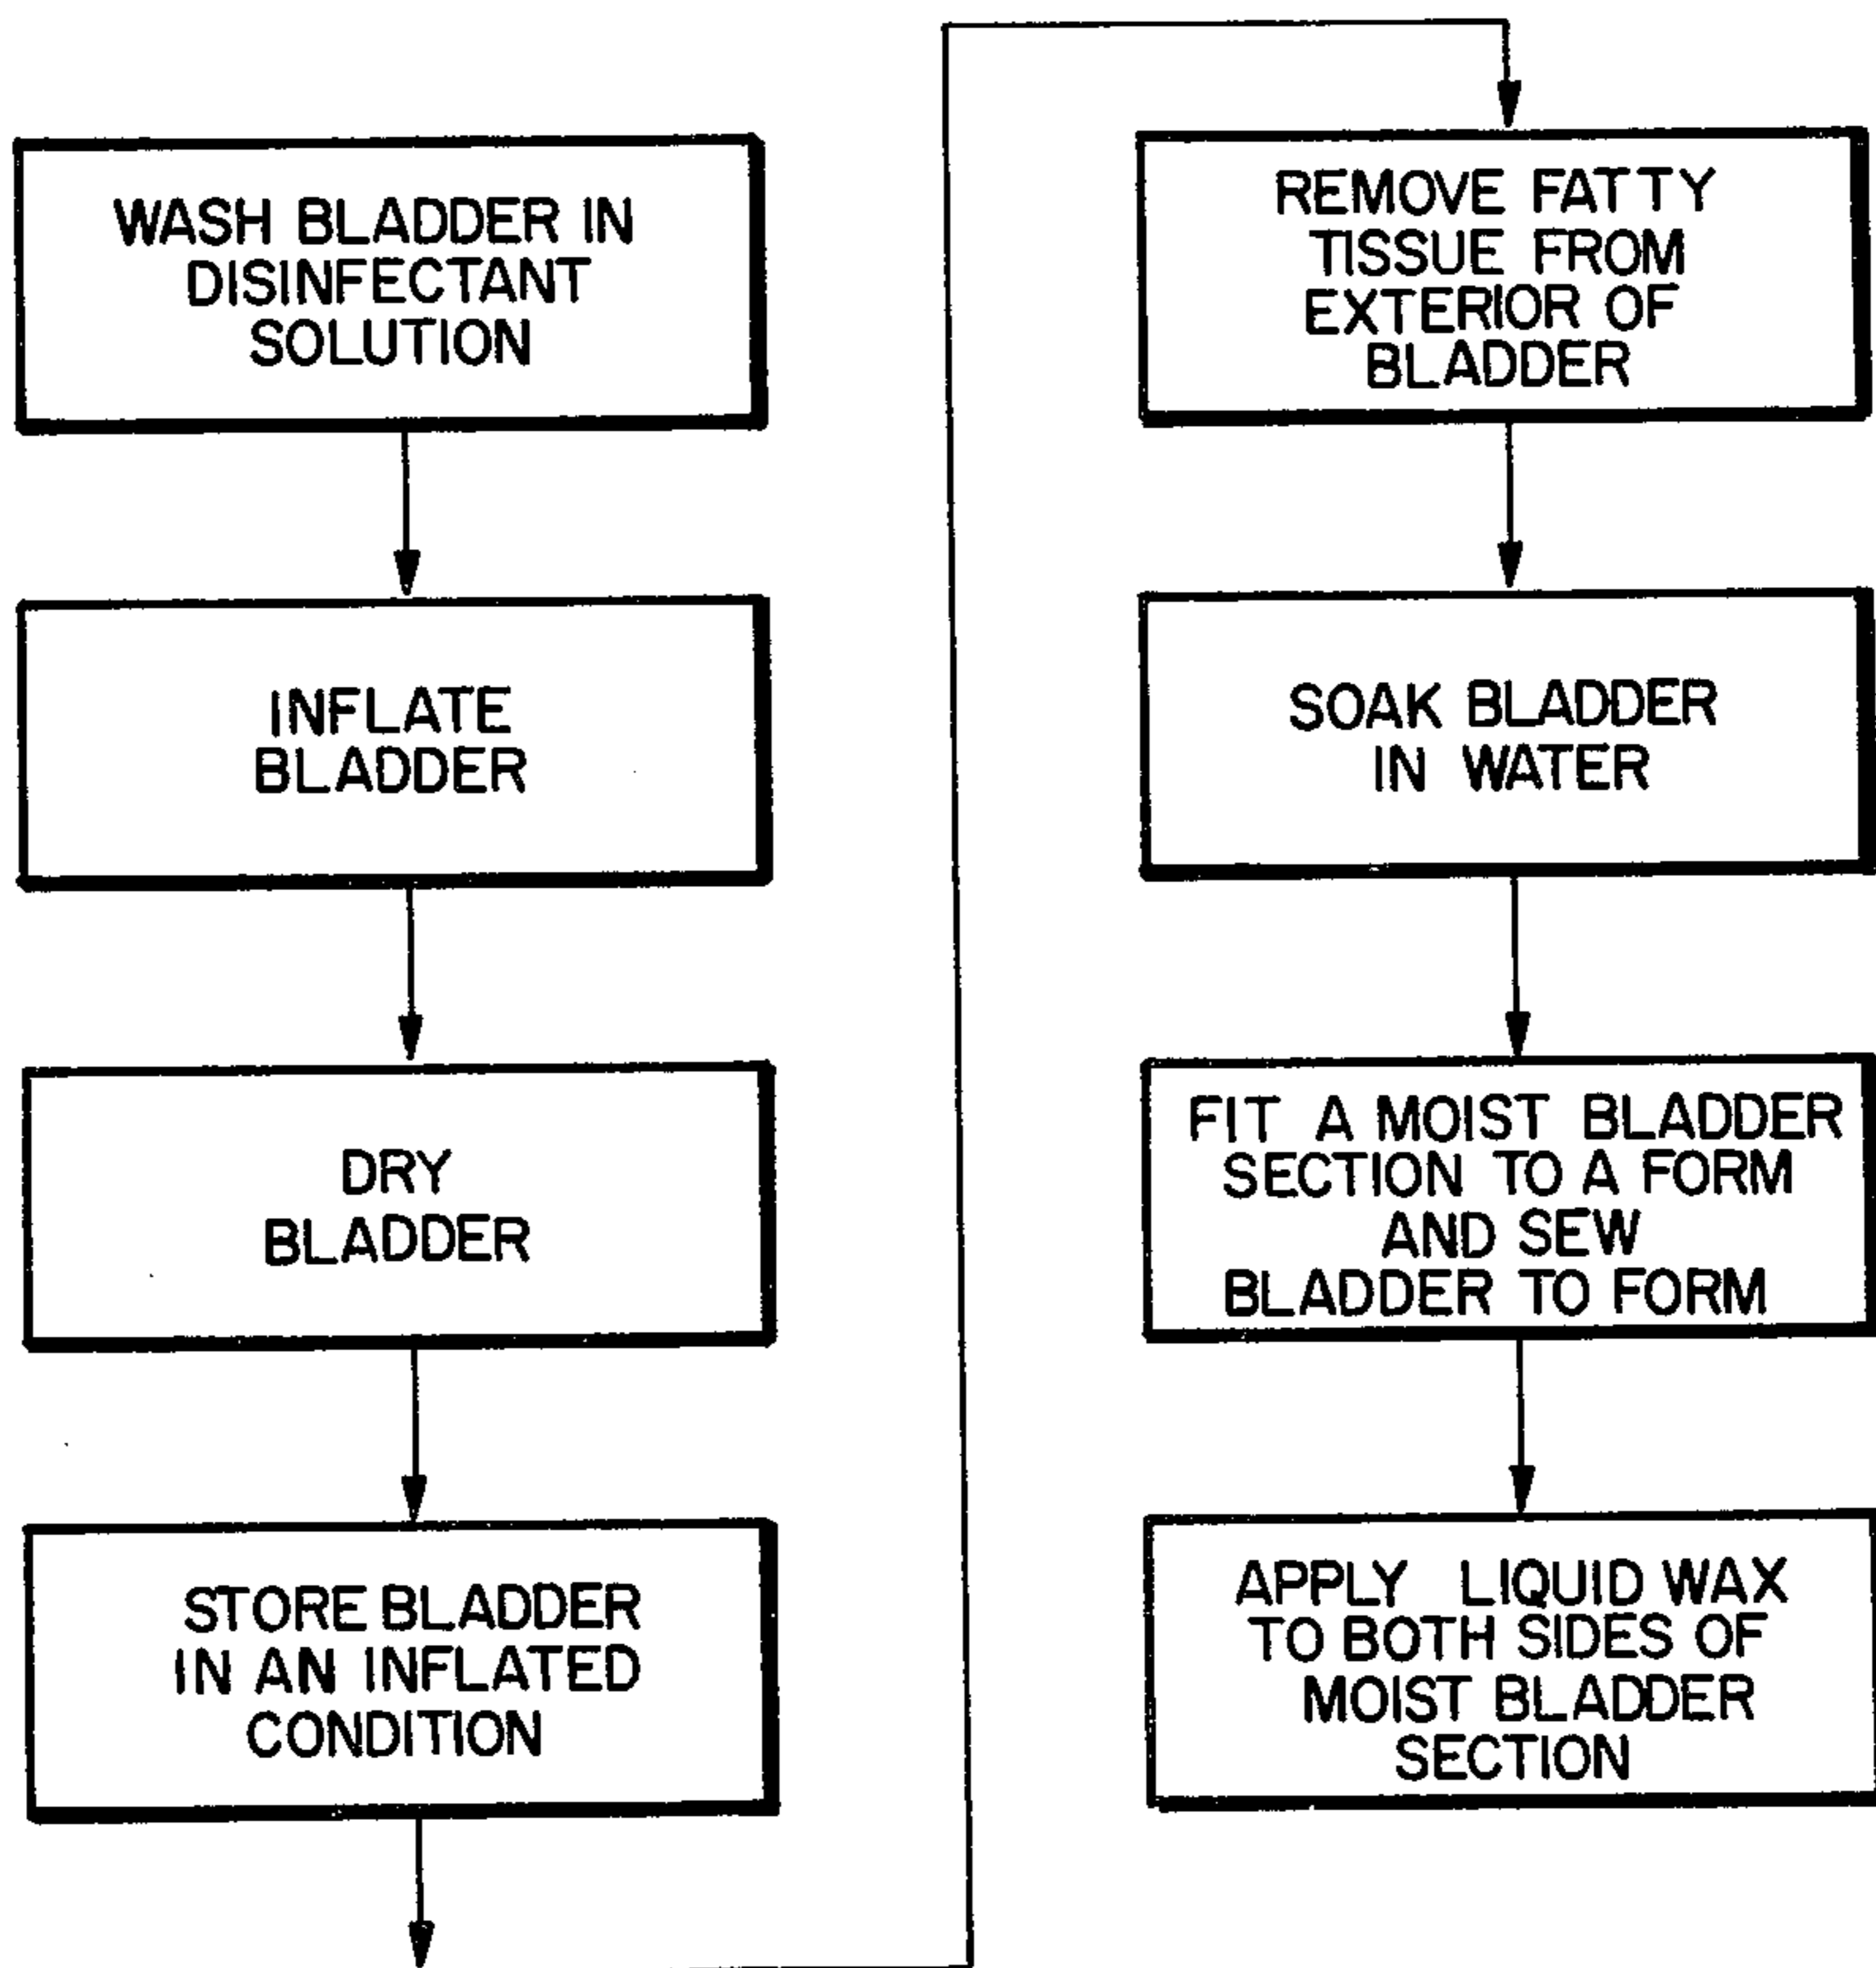 WASH BLADDER IN
DISINFECTANT
SOLUTION
INFLATE
BLADDER
DRY
BLADDER
STORE BLADDER
IN AN INFLATED
CONDITION
REMOVE FATTY
TISSUE FROM
EXTERIOR OF
BLADDER
SOAK BLADDER
IN WATER
FIT A MOIST BLADDER
SECTION TO A FORM
AND SEW
BLADDER TO FORM
APPLY LIQUID WAX
TO BOTH SIDES OF
MOIST BLADDER
SECTION